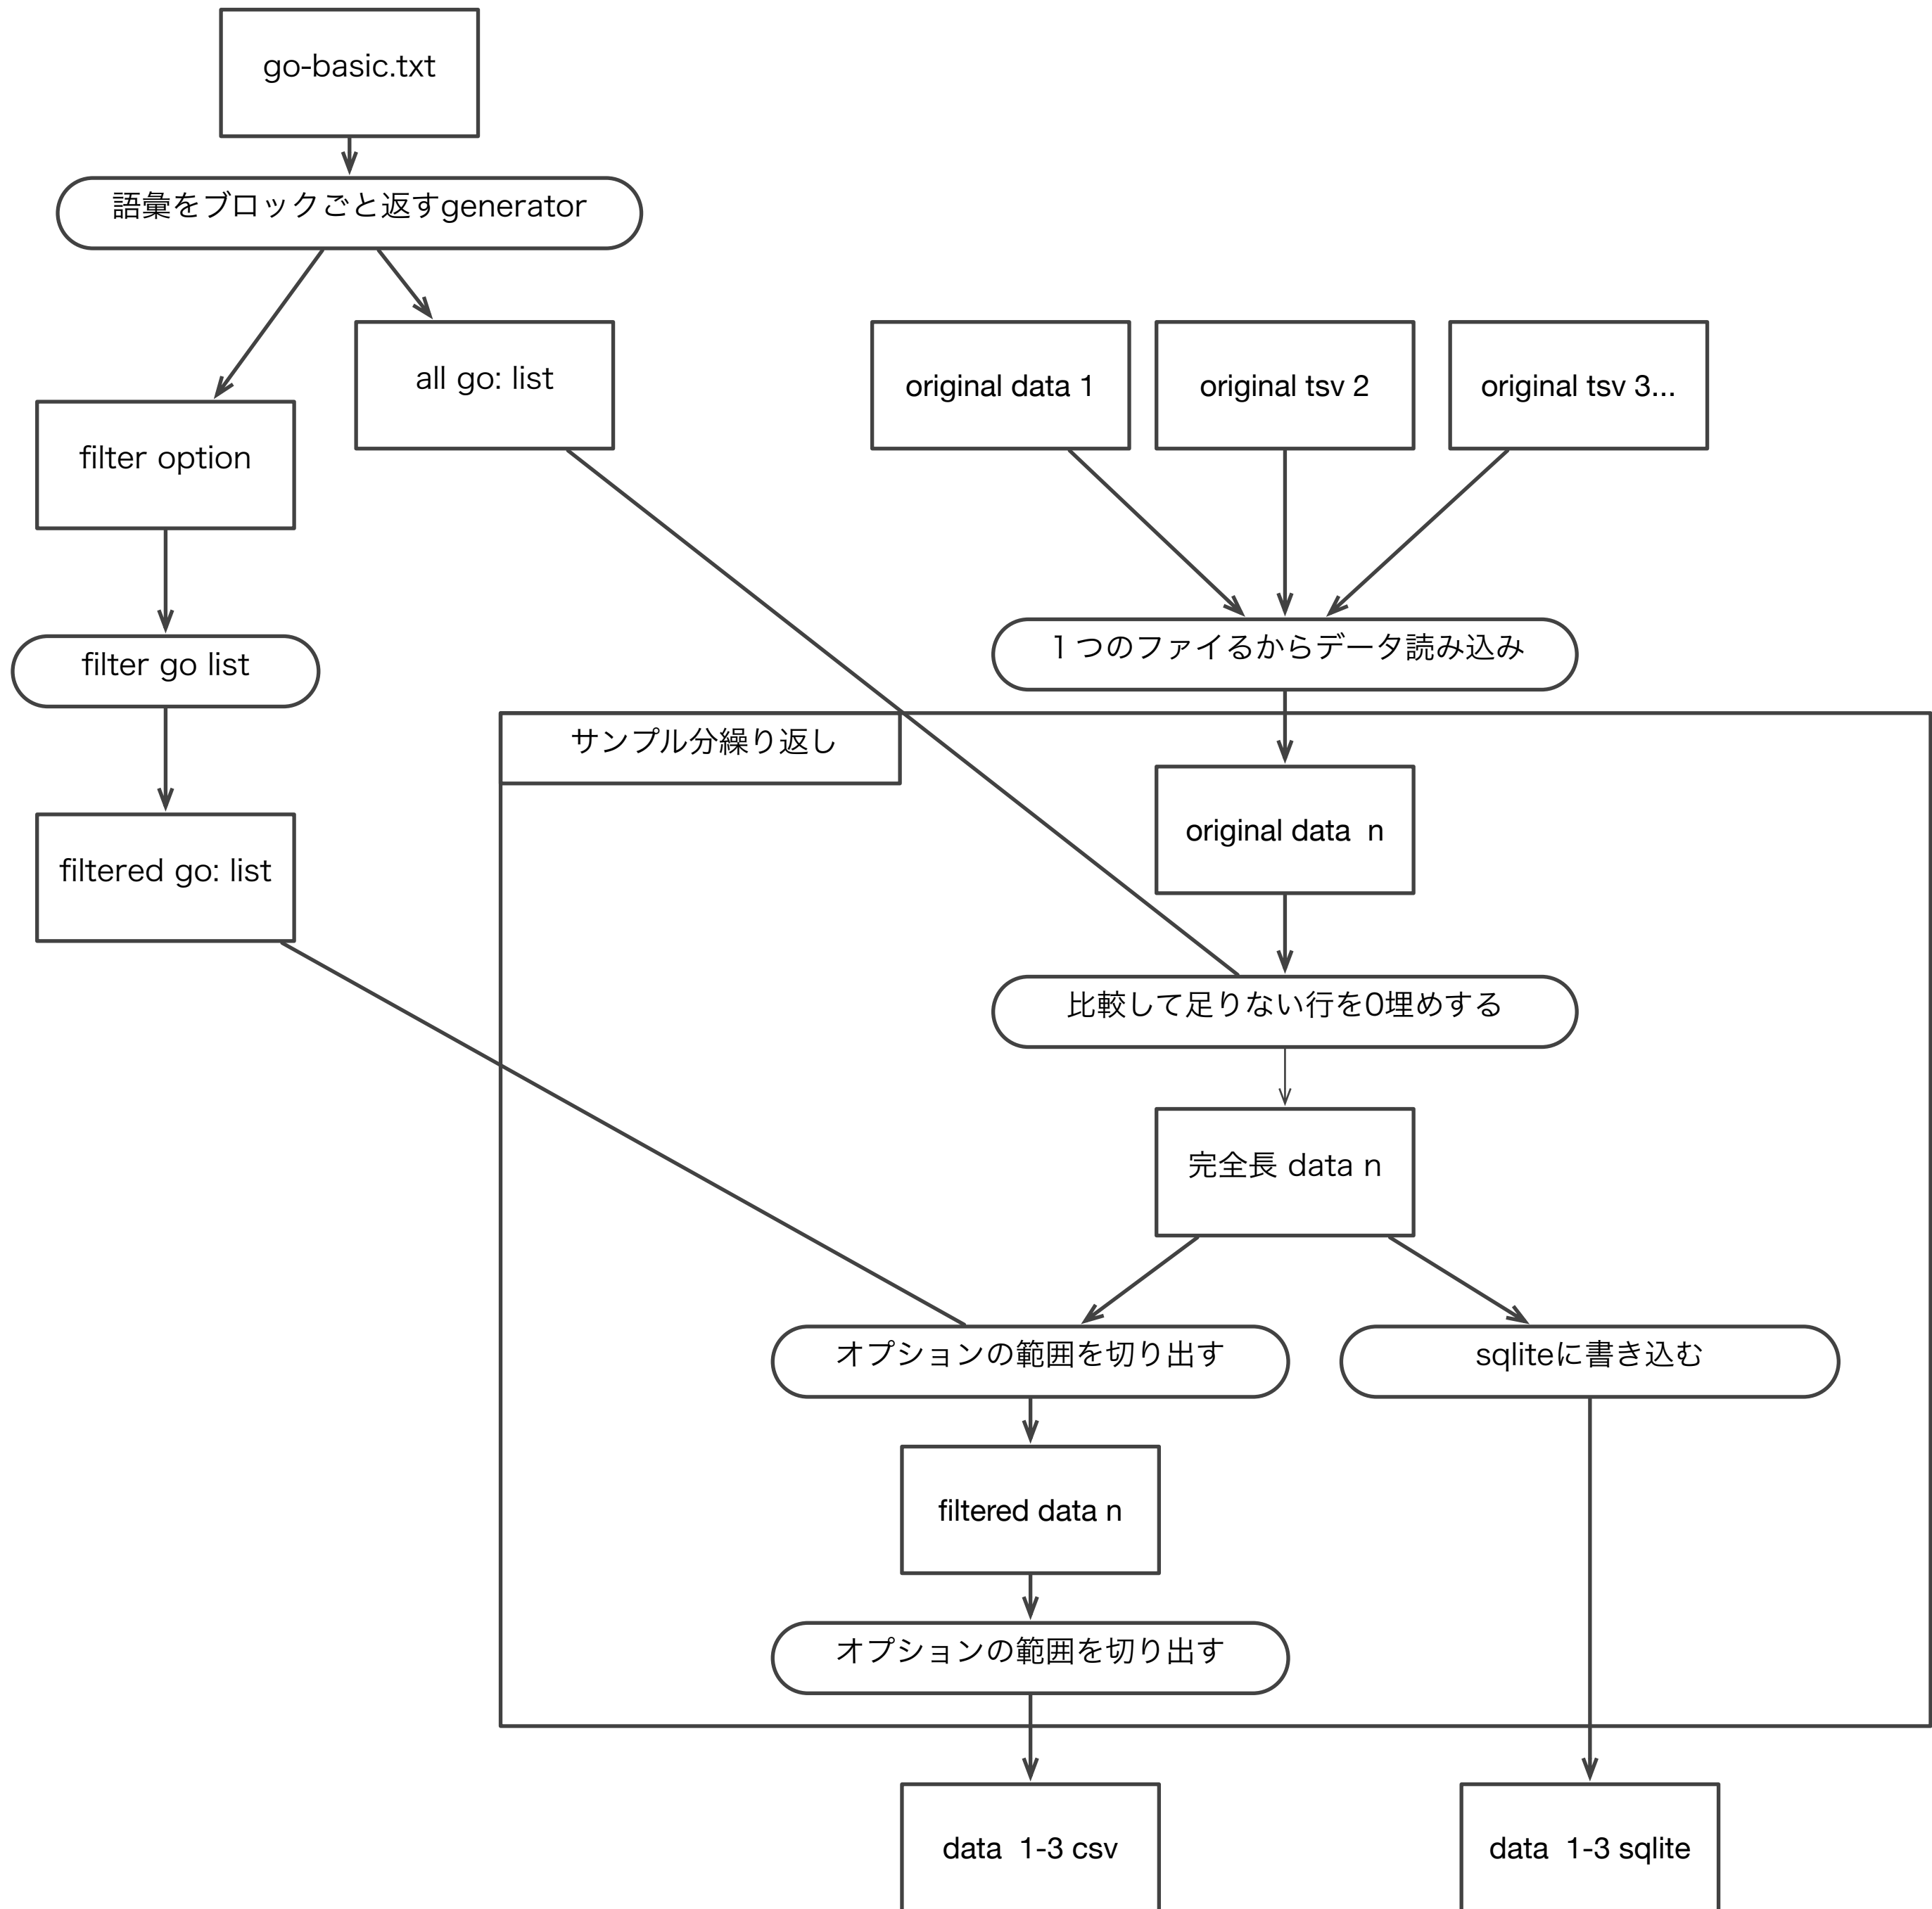 go-basic.txt
語彙をブロックごと返すgenerator
all go: list
original data 1
original tsv 2
original tsv 3...
filter option
１つのファイるからデータ読み込み
filter go list
サンプル分繰り返し
original data  n
filtered go: list
比較して足りない行を0埋めする
完全長 data n
オプションの範囲を切り出す
sqliteに書き込む
filtered data n
オプションの範囲を切り出す
data  1-3 csv
data  1-3 sqlite